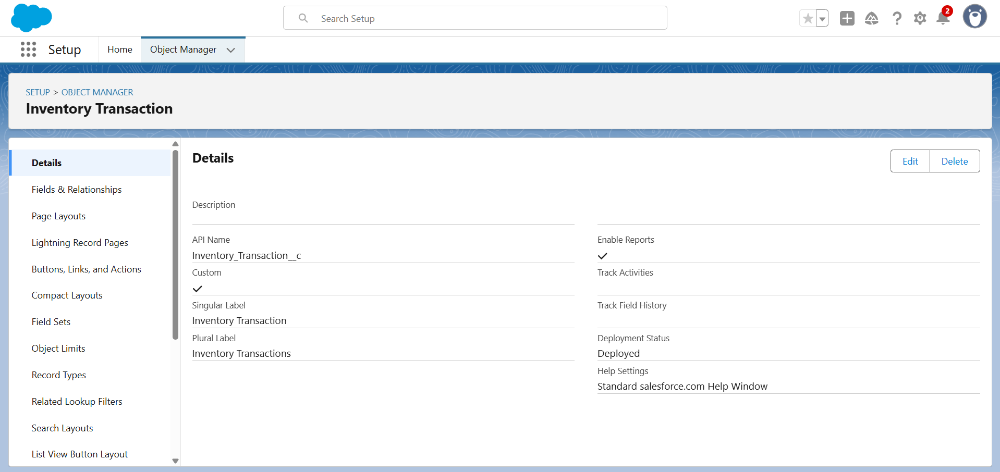 Search Setup
2
Setup
Home
Object Manager
SETUP > OBJECT MANAGER
Inventory Transaction
Details
Fields & Relationships
Page Layouts
Lightning Record Pages
Buttons, Links, and Actions
Compact Layouts
Field Sets
Object Limits
Record Types
Related Lookup Filters
Search Layouts
List View Button Layout
Details
Edit
Delete
Description
API Name
Inventory_Transaction__c
Custom
Singular Label
Inventory Transaction
Plural Label
Inventory Transactions
Enable Reports
Track Activities
Track Field History
Deployment Status
Deployed
Help Settings
Standard salesforce.com Help Window